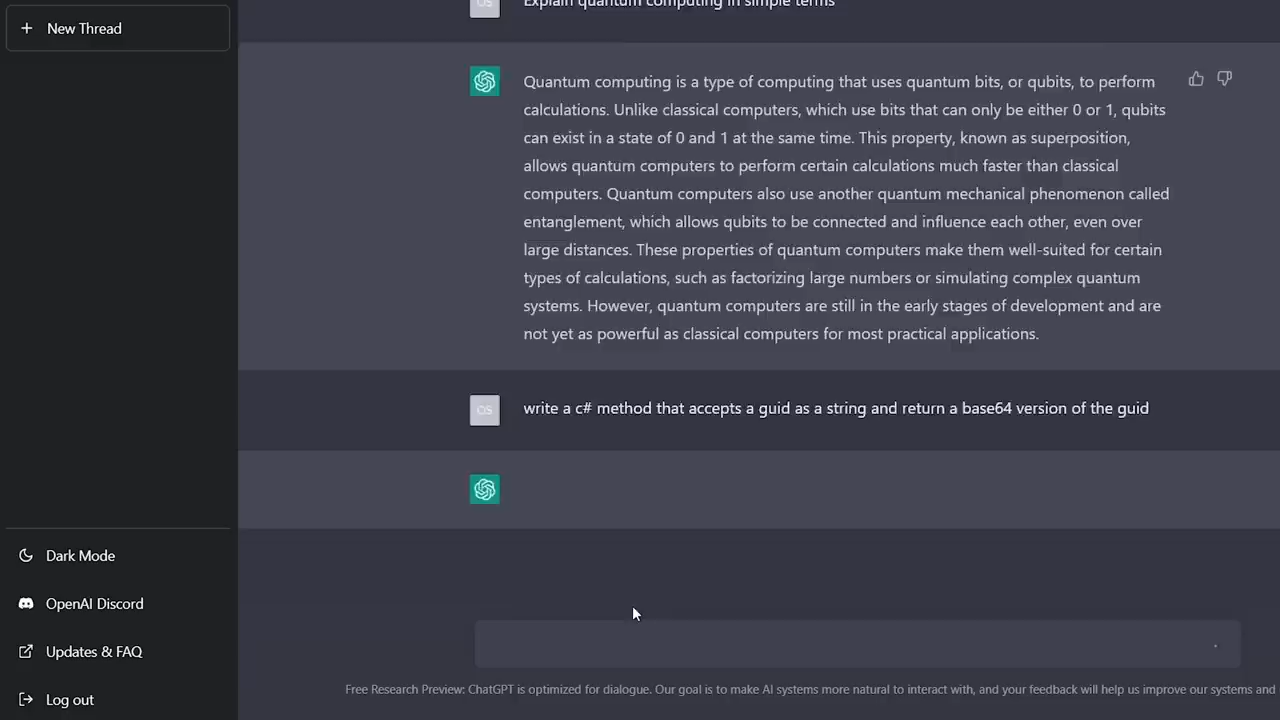 New Thread
Explain quantum computing in simple terms
Quantum computing is a type of computing that uses quantum bits, or qubits, to perform
calculations. Unlike classical computers, which use bits that can only be either 0 or 1, qubits
can exist in a state of 0 and 1 at the same time. This property, known as superposition,
allows quantum computers to perform certain calculations much faster than classical
computers. Quantum computers also use another quantum mechanical phenomenon called
entanglement, which allows qubits to be connected and influence each other, even over
large distances. These properties of quantum computers make them well-suited for certain
types of calculations, such as factorizing large numbers or simulating complex quantum
systems. However, quantum computers are still in the early stages of development and are
not yet as powerful as classical computers for most practical applications.
OS
write a c# method that accepts a guid as a string and return a base64 version of the guid
Dark Mode
OpenAI Discord
Updates & FAQ
Log out
Free Research Preview: ChatGPT is optimized for dialogue. Our goal is to make AI systems more natural to interact with, and your feedback will help us improve our systems and